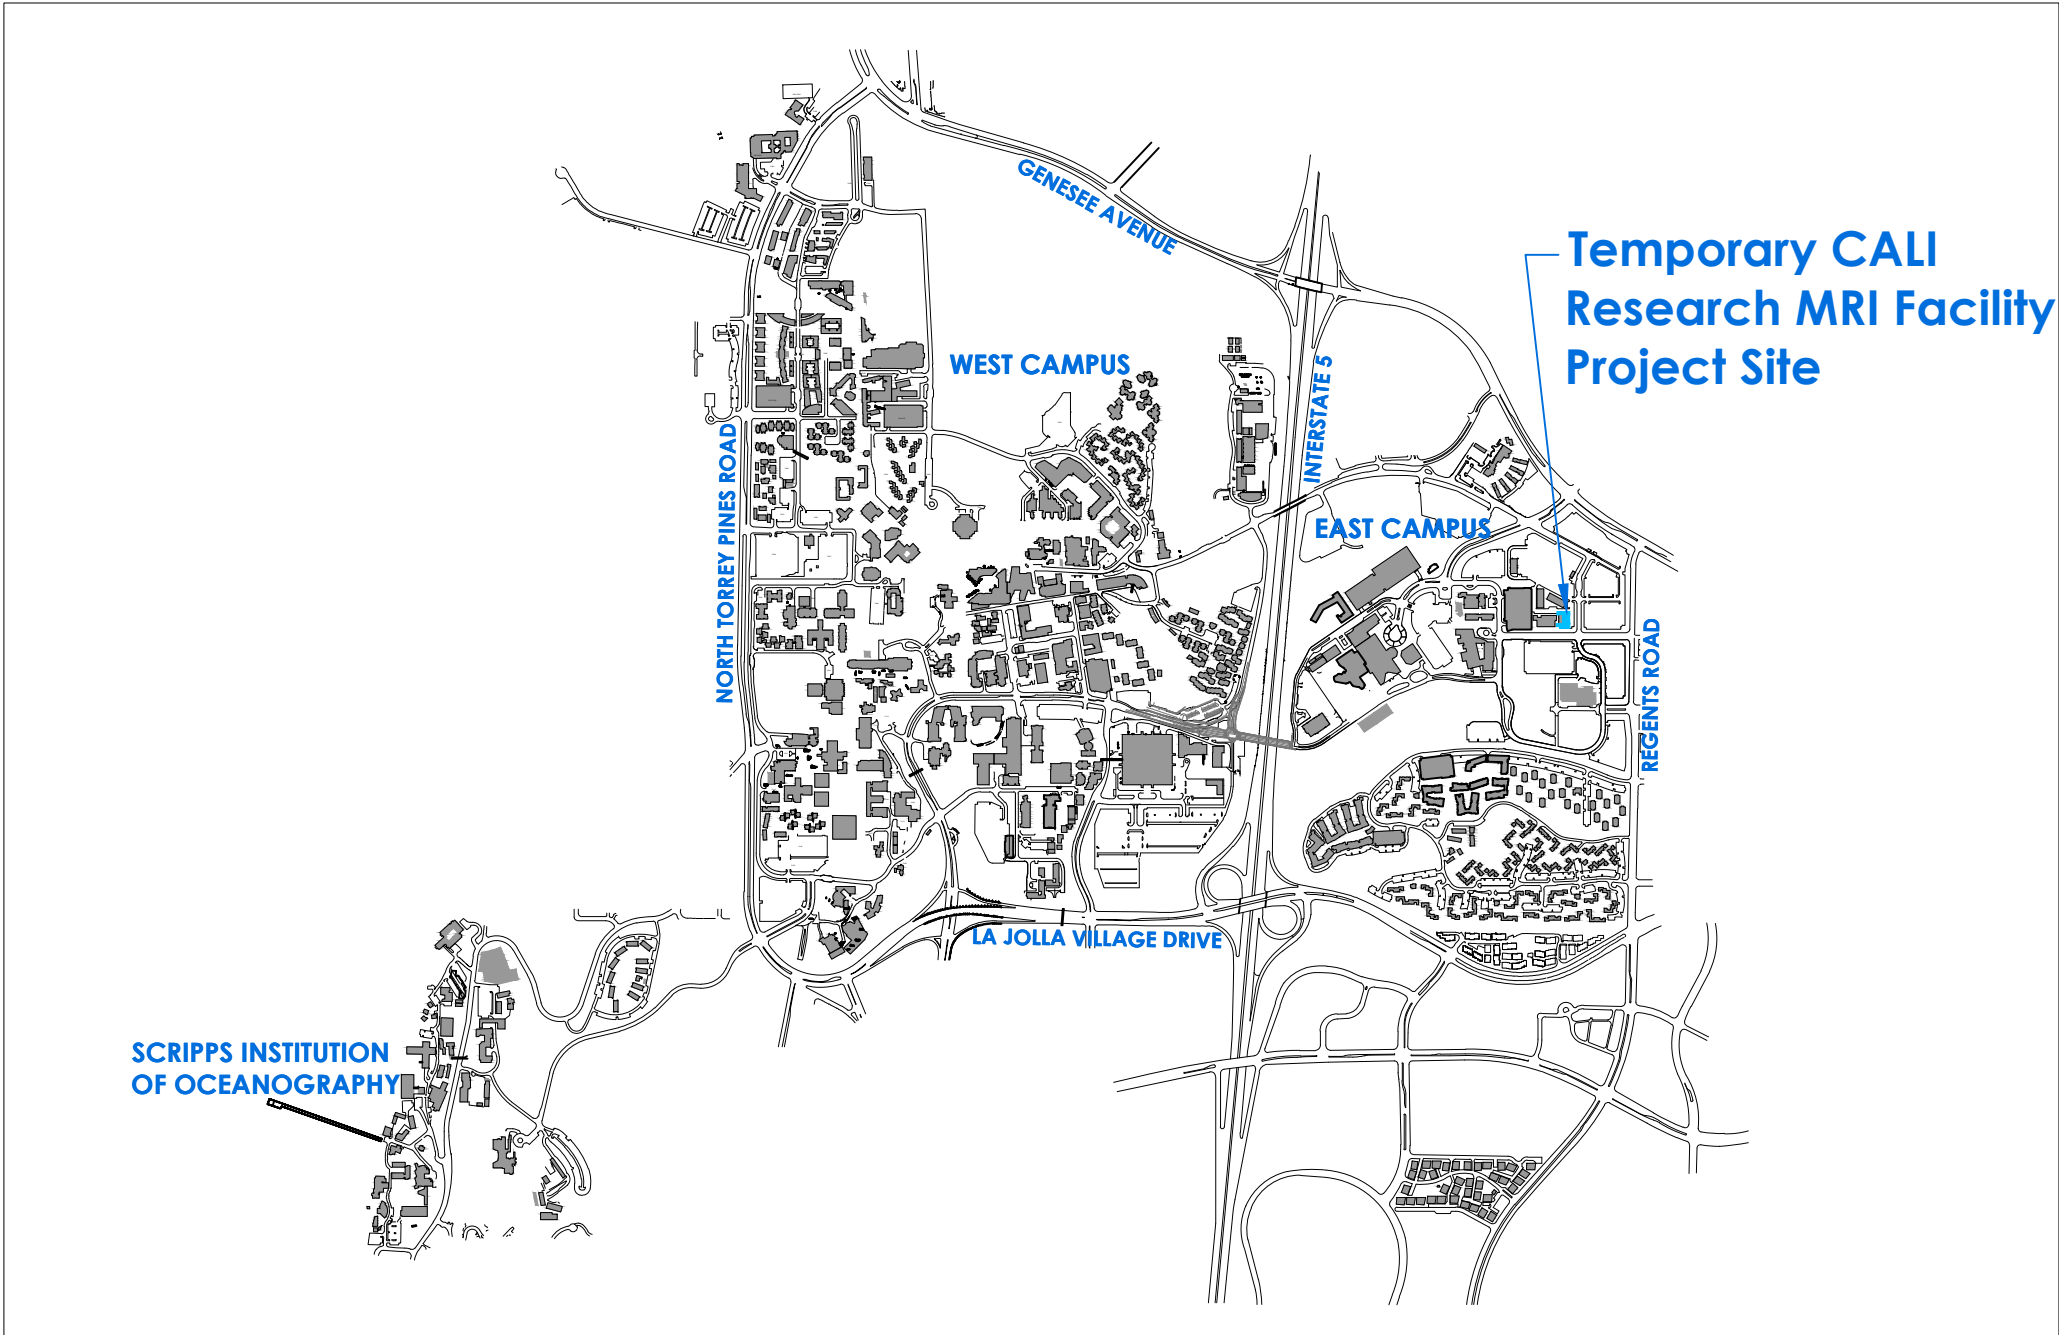 GENESEE AVENUE
Temporary CALI
Research MRI Facility
Project Site
WEST CAMPUS
INTERSTATE 5
NORTH TORREY PINES ROAD
EAST CAMPUS
REGENTS ROAD
LA JOLLA VILLAGE DRIVE
SCRIPPS INSTITUTION
OF OCEANOGRAPHY